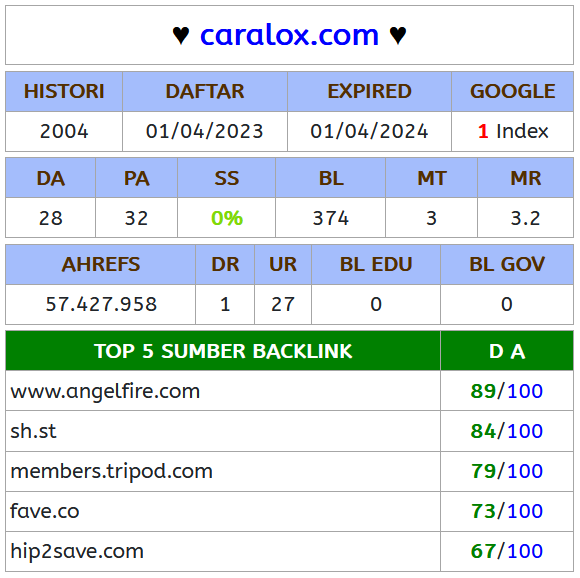 ♥ caralox.com ♥
HISTORI DAFTAR EXPIRED GOOGLE
2004 01/04/2023 01/04/2024 1 Index
DA PA SS BL MT MR
28 32 0% 374 3 3.2
AHREFS DR UR BL EDU BL GOV
57.427.958 1 27 0 0
TOP 5 SUMBER BACKLINK D A
www.angelfire.com 89/100
sh.st 84/100
members.tripod.com 79/100
fave.co 73/100
hip2save.com 67/100